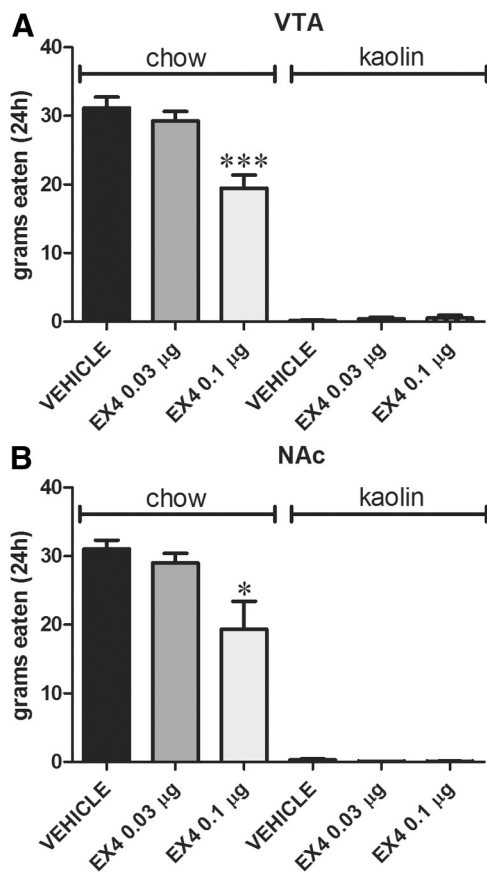 A
VTA
chow
kaolin
grams eaten (24h)
40
30
20
10
0
***
VEHICLE
EX4 0.03 μg
EX4 0.1 μg
VEHICLE
EX4 0.03 μg
EX4 0.1 μg
B
NAc
chow
kaolin
grams eaten (24h)
40
30
20
10
0
*
VEHICLE
EX4 0.03 μg
EX4 0.1 μg
VEHICLE
EX4 0.03 μg
EX4 0.1 μg